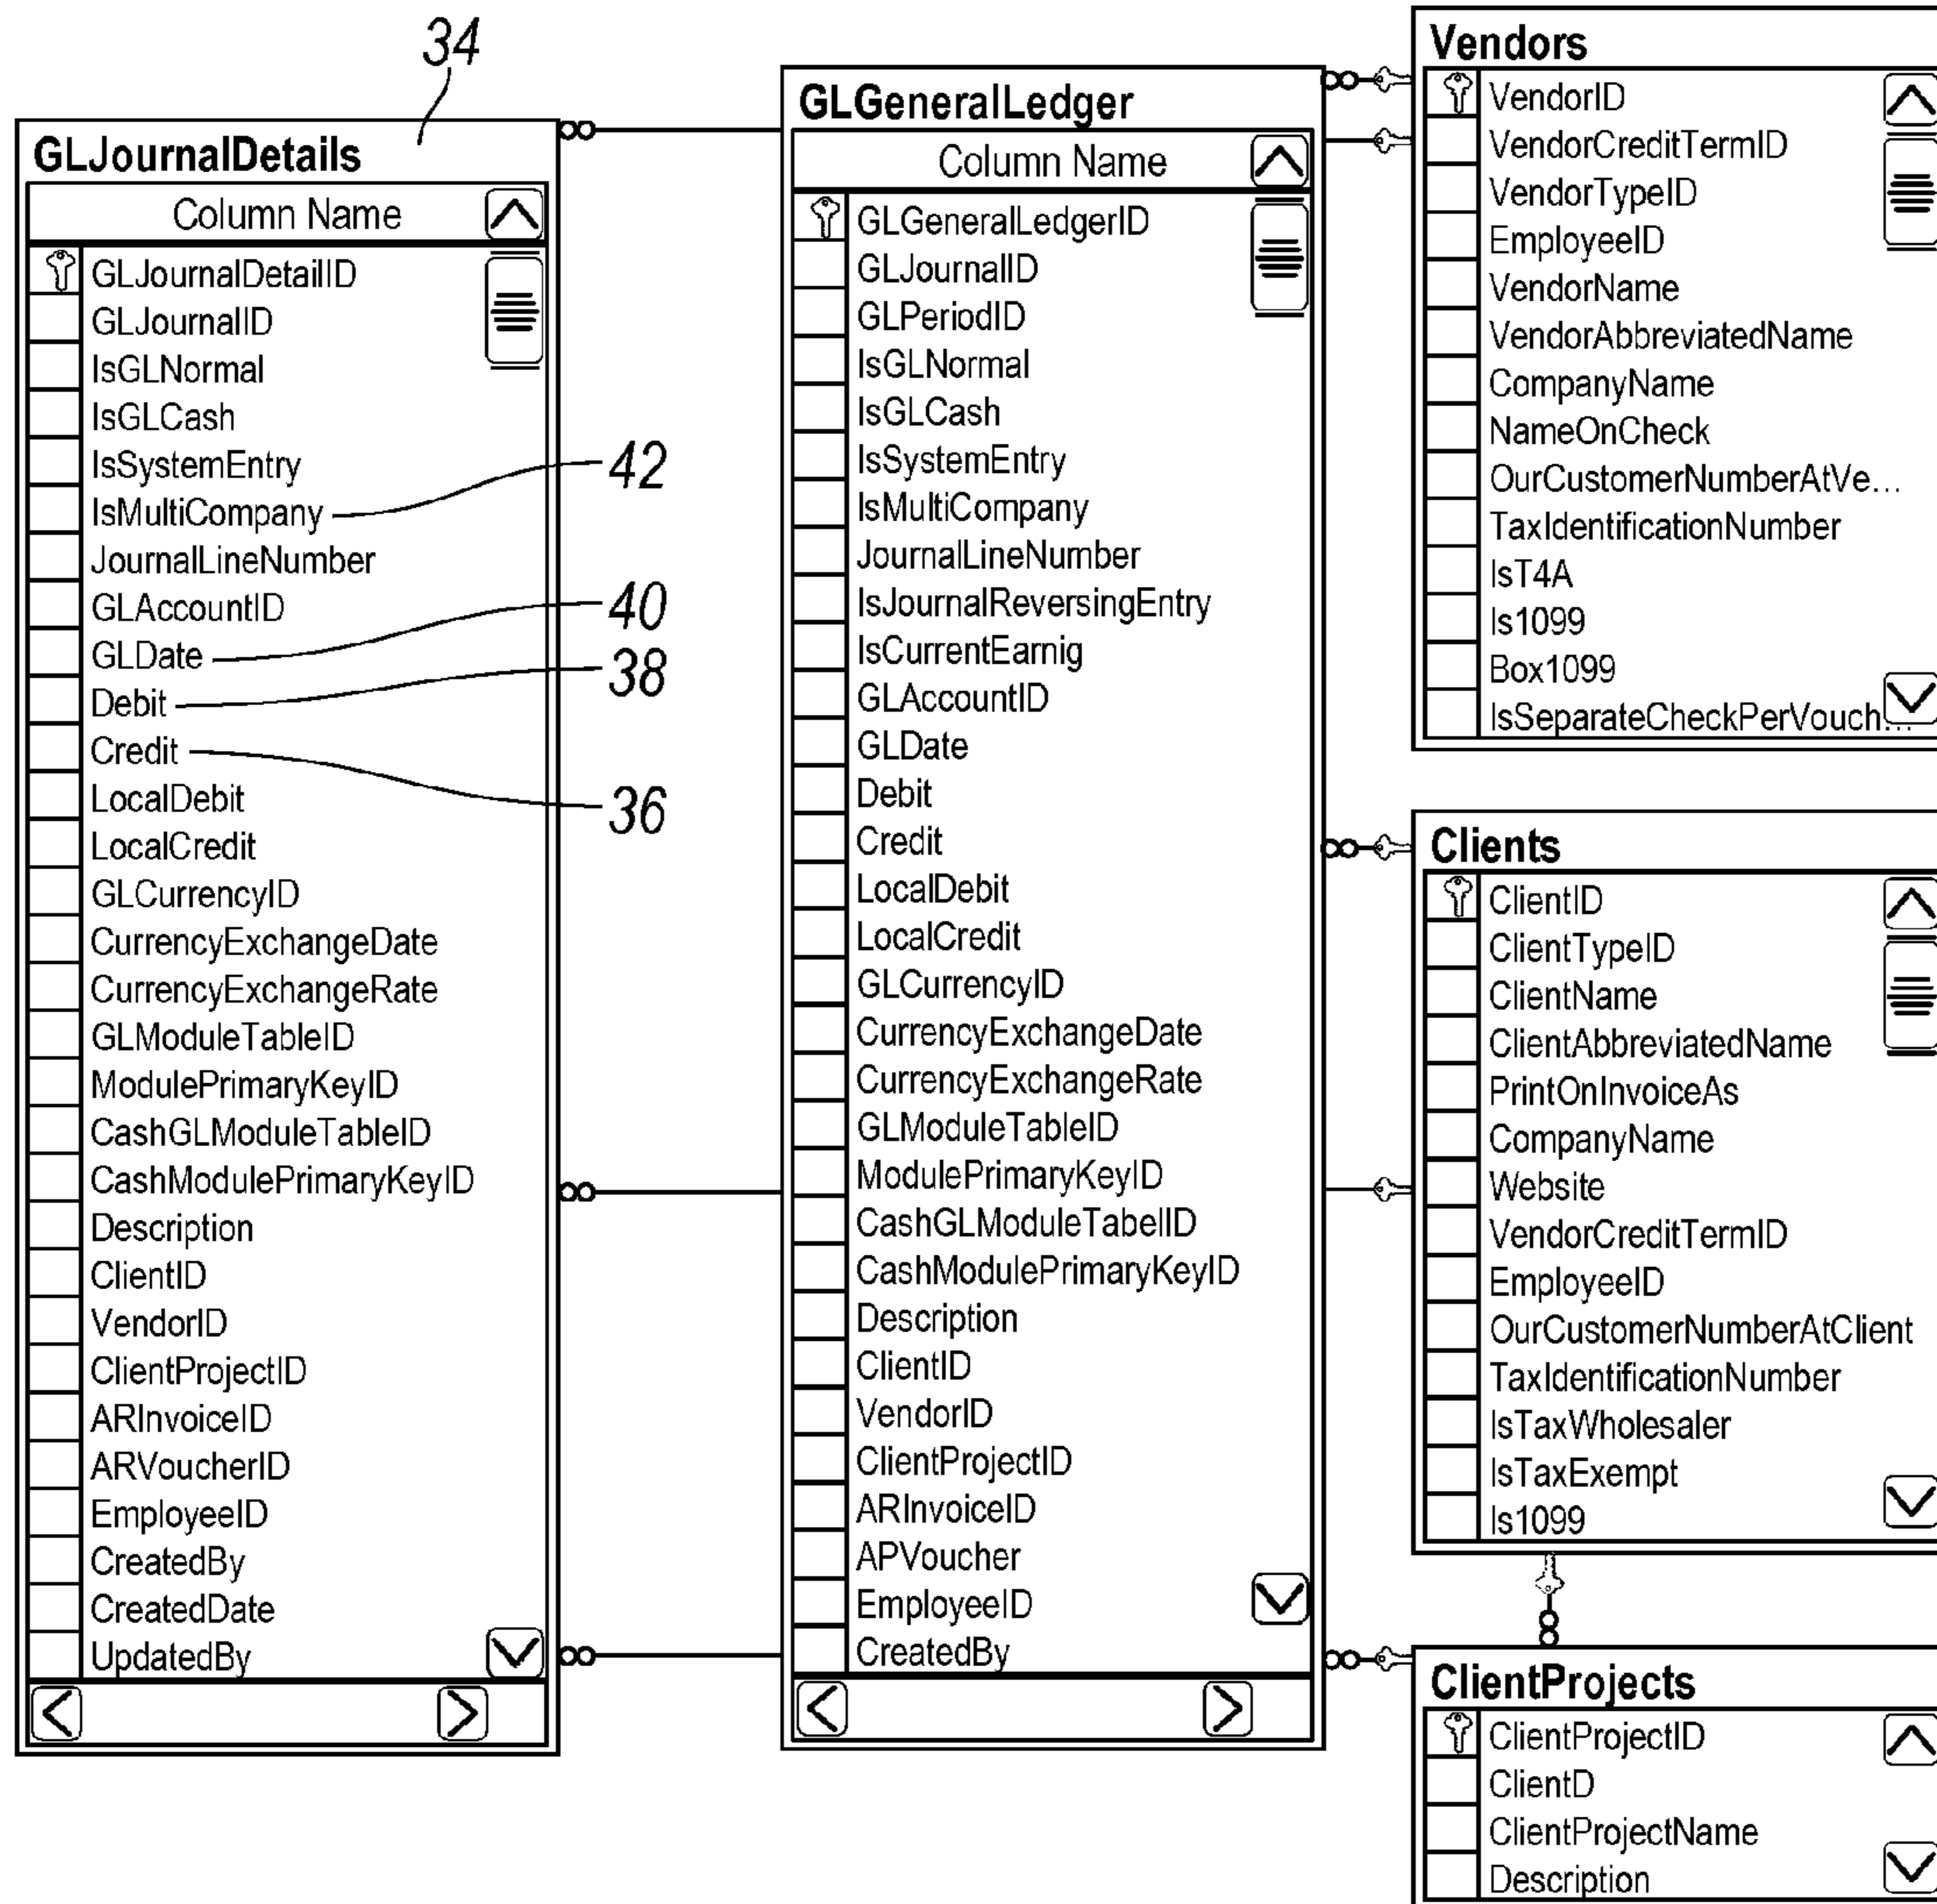 34
GLJournalDetails
Column Name
GLJournalDetailID
GLJournalID
IsGLNormal
IsGLCash
IsSystemEntry
IsMultiCompany
42
JournalLineNumber
GLAccountID
40
GLDate
38
Debit
Credit
36
LocalDebit
LocalCredit
GLCurrencyID
CurrencyExchangeDate
CurrencyExchangeRate
GLModuleTableID
ModulePrimaryKeyID
CashGLModuleTableID
CashModulePrimaryKeyID
Description
ClientID
VendorID
ClientProjectID
ARInvoiceID
ARVoucherID
EmployeeID
CreatedBy
CreatedDate
UpdatedBy
GLGeneralLedger
Column Name
GLGeneralLedgerID
GLJournalID
GLPeriodID
IsGLNormal
IsGLCash
IsSystemEntry
IsMultiCompany
JournalLineNumber
IsJournalReversingEntry
IsCurrentEarnig
GLAccountID
GLDate
Debit
Credit
LocalDebit
LocalCredit
GLCurrencyID
CurrencyExchangeDate
CurrencyExchangeRate
GLModuleTableID
ModulePrimaryKeyID
CashGLModuleTabelID
CashModulePrimaryKeyID
Description
ClientID
VendorID
ClientProjectID
ARInvoiceID
APVoucher
EmployeeID
CreatedBy
Vendors
VendorID
VendorCreditTermID
VendorTypeID
EmployeeID
VendorName
VendorAbbreviatedName
CompanyName
NameOnCheck
OurCustomerNumberAtVe...
TaxIdentificationNumber
IsT4A
Is1099
Box1099
IsSeparateCheckPerVouch...
Clients
ClientID
ClientTypeID
ClientName
ClientAbbreviatedName
PrintOnInvoiceAs
CompanyName
Website
VendorCreditTermID
EmployeeID
OurCustomerNumberAtClient
TaxIdentificationNumber
IsTaxWholesaler
IsTaxExempt
Is1099
ClientProjects
ClientProjectID
ClientD
ClientProjectName
Description